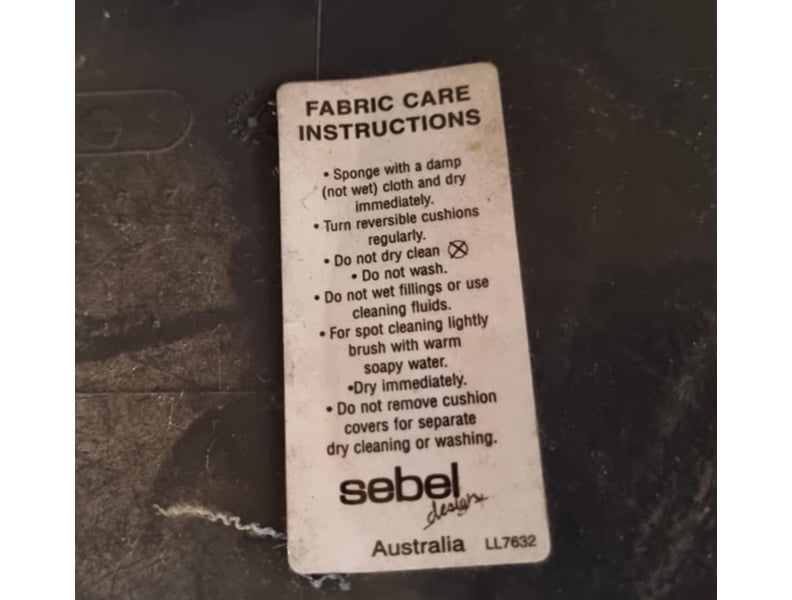 FABRIC CARE
INSTRUCTIONS
• Sponge with a damp
(not wet) cloth and dry
immediately.
• Turn reversible cushions
regularly.
• Do not dry clean
• Do not wash.
• Do not wet fillings or use
cleaning fluids.
• For spot cleaning lightly
brush with warm
soapy water.
•Dry immediately.
• Do not remove cushion
covers for separate
dry cleaning or washing.
sebel
design
Australia LL7632